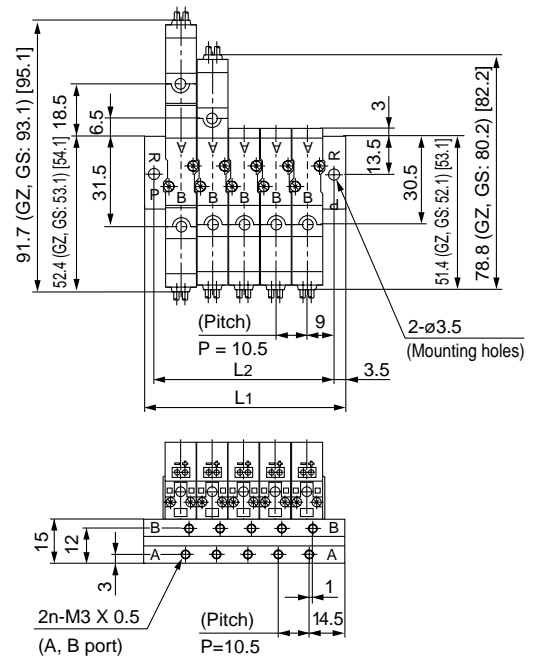 91.7 (GZ, GS: 93.1) [95.1]
52.4 (GZ, GS: 53.1) [54.1]
18.5
6.5
31.5
3
13.5
30.5
51.4 (GZ, GS: 52.1) [53.1]
78.8 (GZ, GS: 80.2) [82.2]
A A A A A
R R
P P
B B B B B
(Pitch)
P = 10.5
9
2-ø3.5
(Mounting holes)
L2
3.5
L1
15
12
3
B B
A A
1
2n-M3 X 0.5
(A, B port)
(Pitch)
P=10.5
14.5